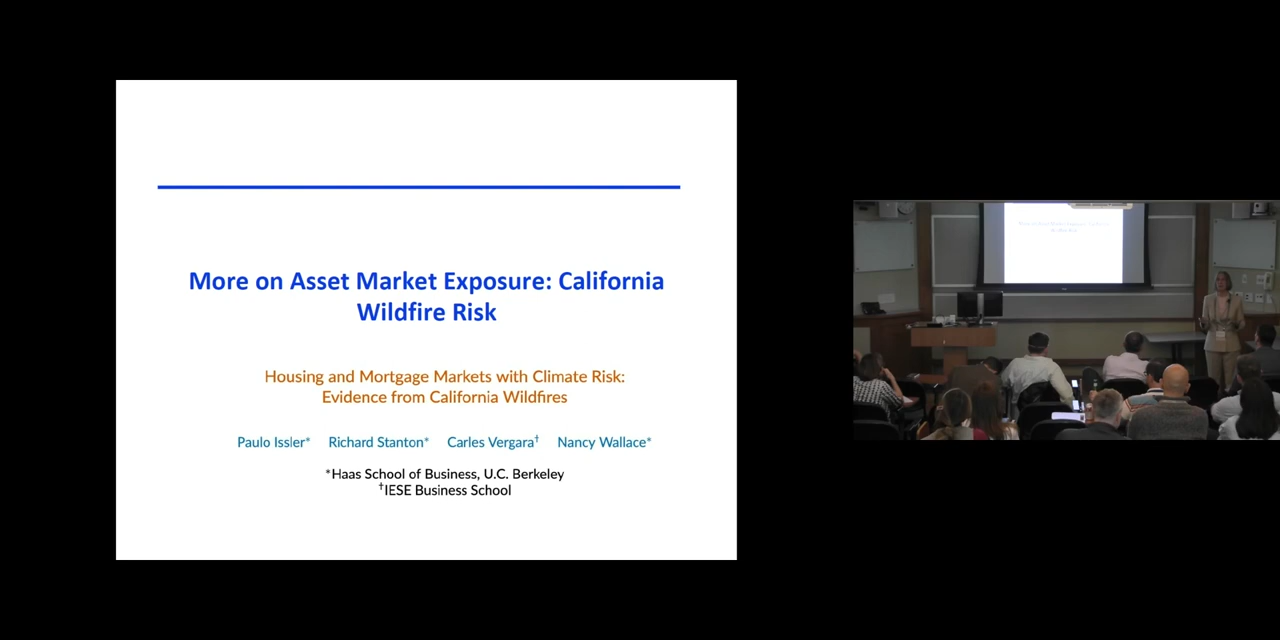 More on Asset Market Exposure: California
Wildfire Risk
Housing and Mortgage Markets with Climate Risk:
Evidence from California Wildfires
Paulo Issler* Richard Stanton* Carles Vergara† Nancy Wallace*
*Haas School of Business, U.C. Berkeley
†IESE Business School